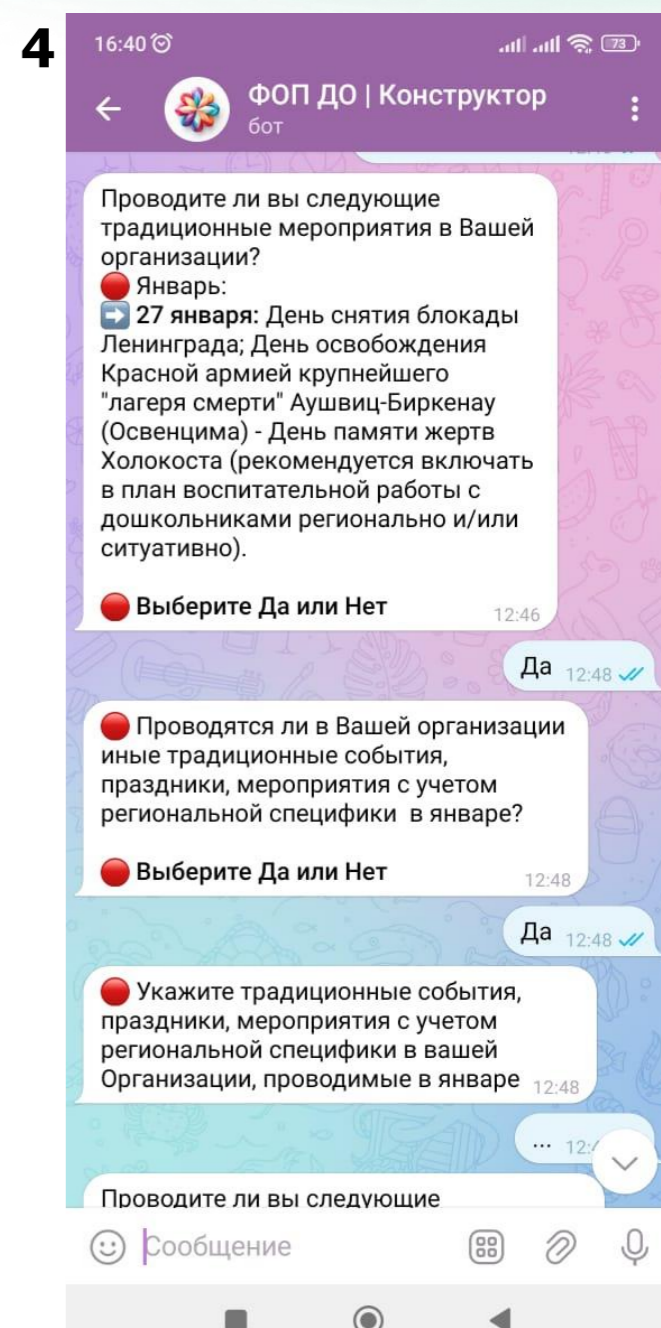 4
16:40
73
ФОП ДО | Конструктор
бот
Проводите ли вы следующие
традиционные мероприятия в Вашей
организации?
🔴 Январь:
➡️ 27 января: День снятия блокады
Ленинграда; День освобождения
Красной армией крупнейшего
"лагеря смерти" Аушвиц-Биркенау
(Освенцима) - День памяти жертв
Холокоста (рекомендуется включать
в план воспитательной работы с
дошкольниками регионально и/или
ситуативно).
🔴 Выберите Да или Нет 12:46
Да 12:48
🔴 Проводятся ли в Вашей организации
иные традиционные события,
праздники, мероприятия с учетом
региональной специфики в январе?
🔴 Выберите Да или Нет 12:48
Да 12:48
🔴 Укажите традиционные события,
праздники, мероприятия с учетом
региональной специфики в вашей
Организации, проводимые в январе 12:48
...
Проводите ли вы следующие
Сообщение